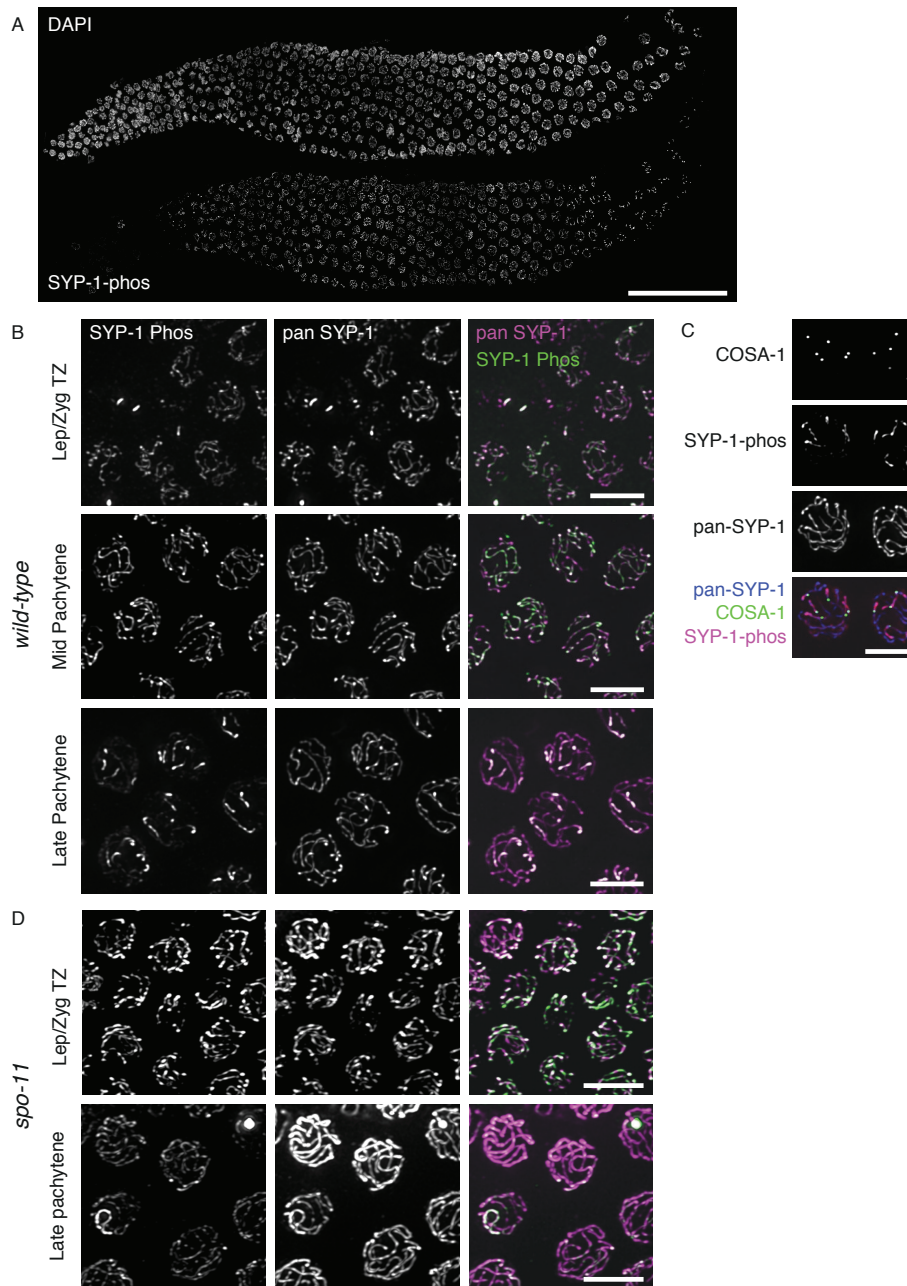 A
DAPI
SYP-1-phos
B
SYP-1 Phos
pan SYP-1
pan SYP-1
SYP-1 Phos
Lep/Zyg TZ
wild-type
Mid Pachytene
Late Pachytene
C
COSA-1
SYP-1-phos
pan-SYP-1
pan-SYP-1
COSA-1
SYP-1-phos
D
spo-11
Lep/Zyg TZ
Late pachytene